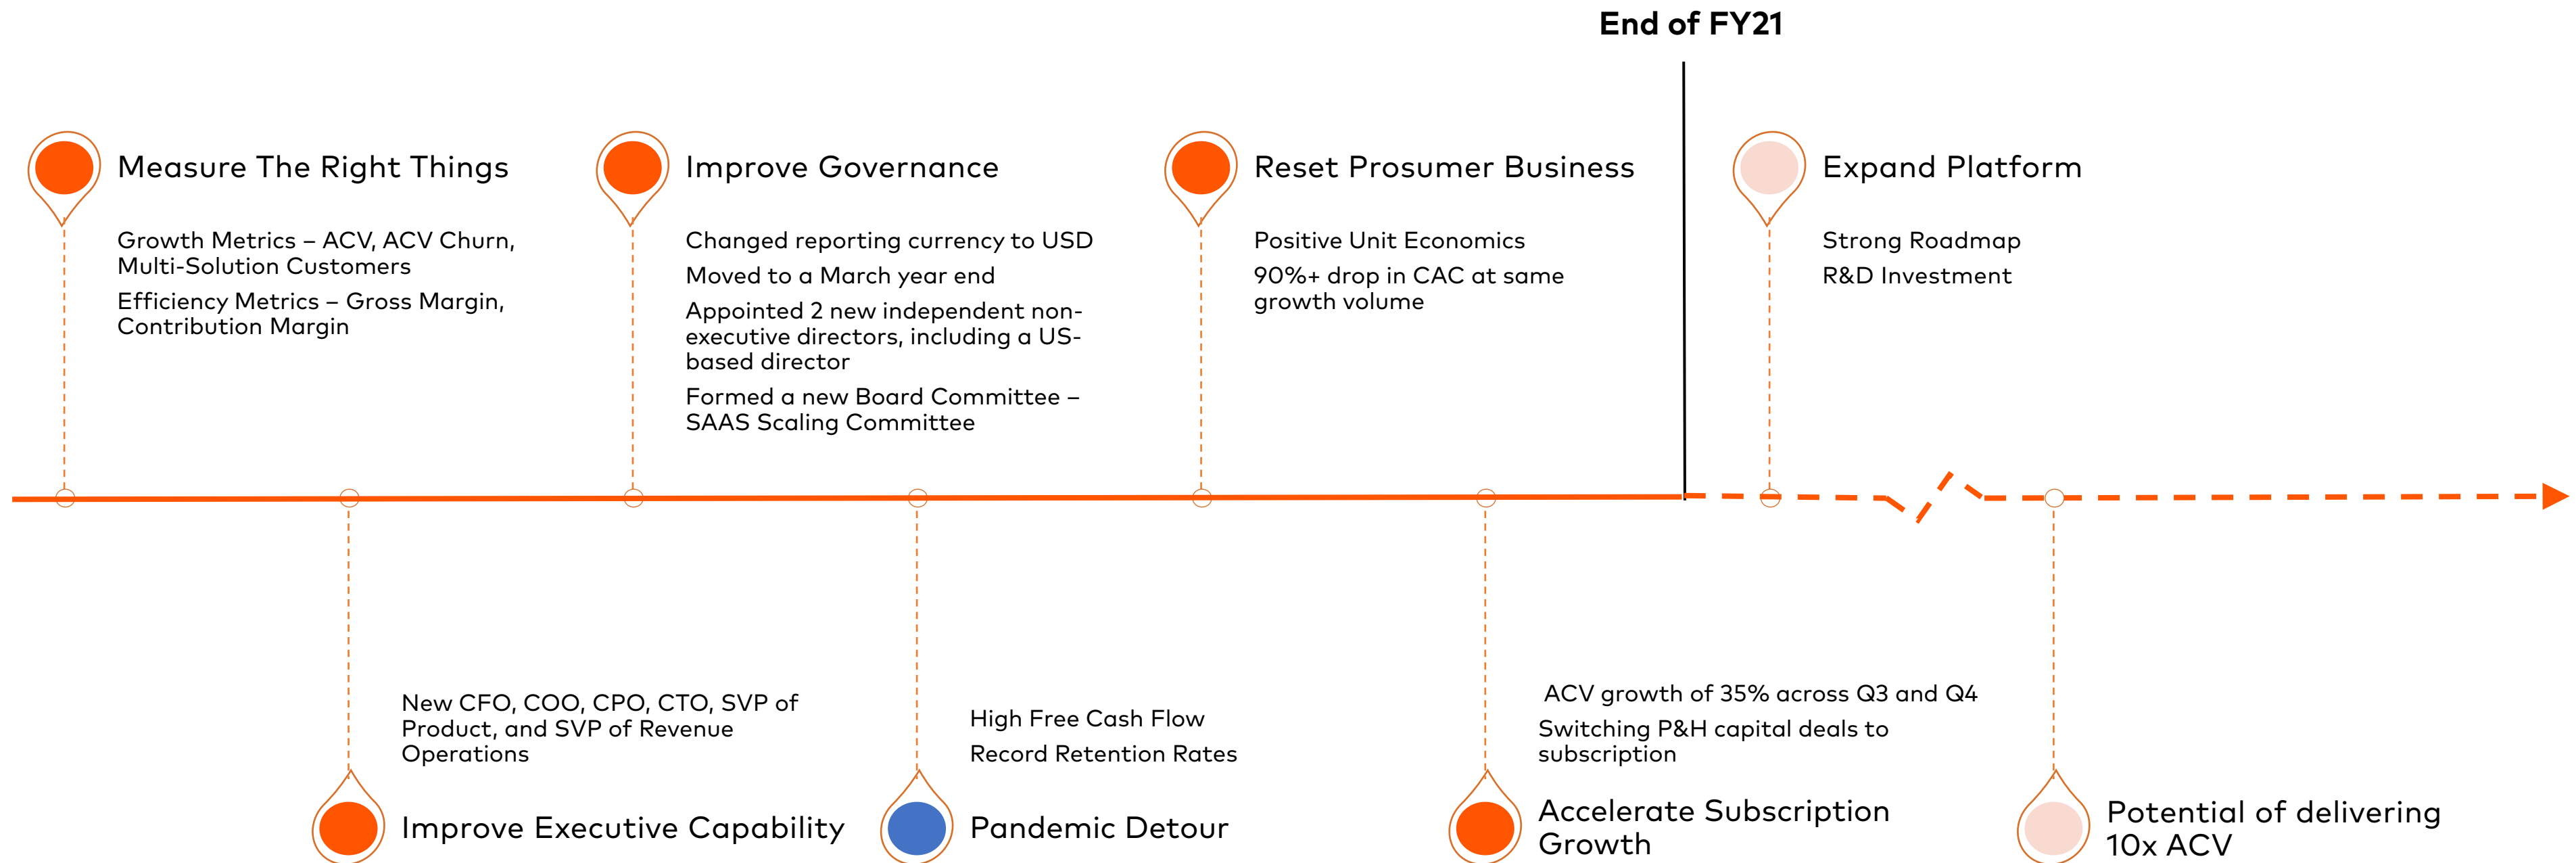 End of FY21
Measure The Right Things
Growth Metrics – ACV, ACV Churn,
Multi-Solution Customers
Efficiency Metrics – Gross Margin,
Contribution Margin
Improve Governance
Changed reporting currency to USD
Moved to a March year end
Appointed 2 new independent non-
executive directors, including a US-
based director
Formed a new Board Committee –
SAAS Scaling Committee
Reset Prosumer Business
Positive Unit Economics
90%+ drop in CAC at same
growth volume
Expand Platform
Strong Roadmap
R&D Investment
New CFO, COO, CPO, CTO, SVP of
Product, and SVP of Revenue
Operations
Improve Executive Capability
High Free Cash Flow
Record Retention Rates
Pandemic Detour
ACV growth of 35% across Q3 and Q4
Switching P&H capital deals to
subscription
Accelerate Subscription
Growth
Potential of delivering
10x ACV